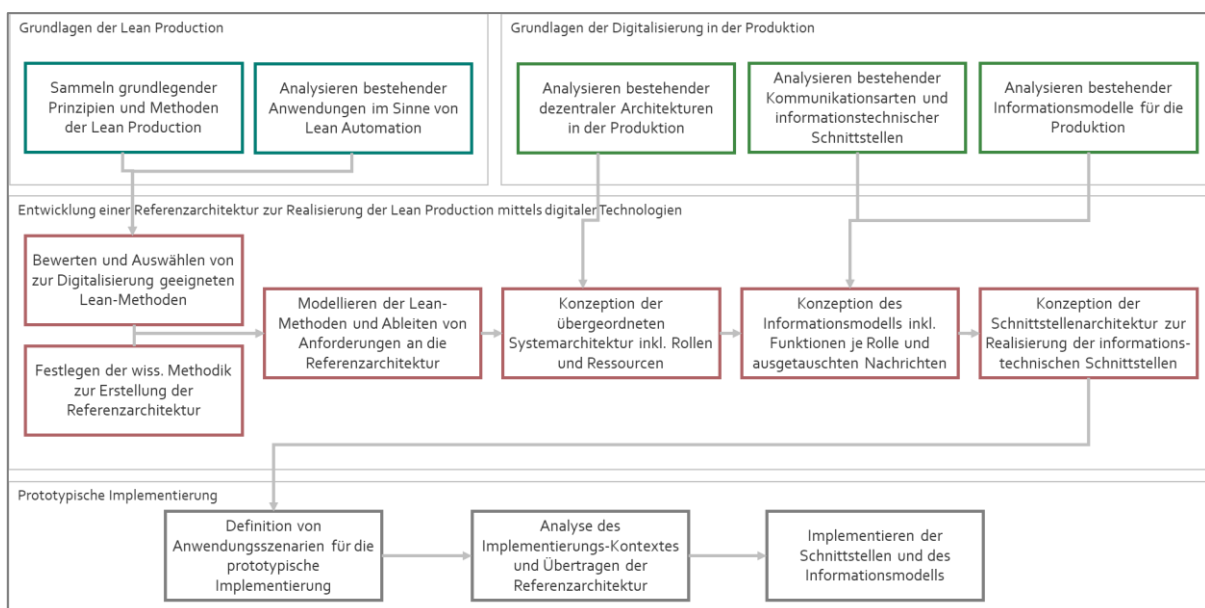 Grundlagen der Lean Production
Sammeln grundlegender
Prinzipien und Methoden
der Lean Production
Analysieren bestehender
Anwendungen im Sinne von
Lean Automation
Grundlagen der Digitalisierung in der Produktion
Analysieren bestehender
dezentraler Architekturen
in der Produktion
Analysieren bestehender
Kommunikationsarten und
informationstechnischer
Schnittstellen
Analysieren bestehender
Informationsmodelle für die
Produktion
Entwicklung einer Referenzarchitektur zur Realisierung der Lean Production mittels digitaler Technologien
Bewerten und Auswählen von
zur Digitalisierung geeigneten
Lean-Methoden
Festlegen der wiss. Methodik
zur Erstellung der
Referenzarchitektur
Modellieren der Lean-
Methoden und Ableiten von
Anforderungen an die
Referenzarchitektur
Konzeption der
übergeordneten
Systemarchitektur inkl. Rollen
und Ressourcen
Konzeption des
Informationsmodells inkl.
Funktionen je Rolle und
ausgetauschten Nachrichten
Konzeption der
Schnittstellenarchitektur zur
Realisierung der informations-
technischen Schnittstellen
Prototypische Implementierung
Definition von
Anwendungsszenarien für die
prototypische
Implementierung
Analyse des
Implementierungs-Kontextes
und Übertragen der
Referenzarchitektur
Implementieren der
Schnittstellen und des
Informationsmodells